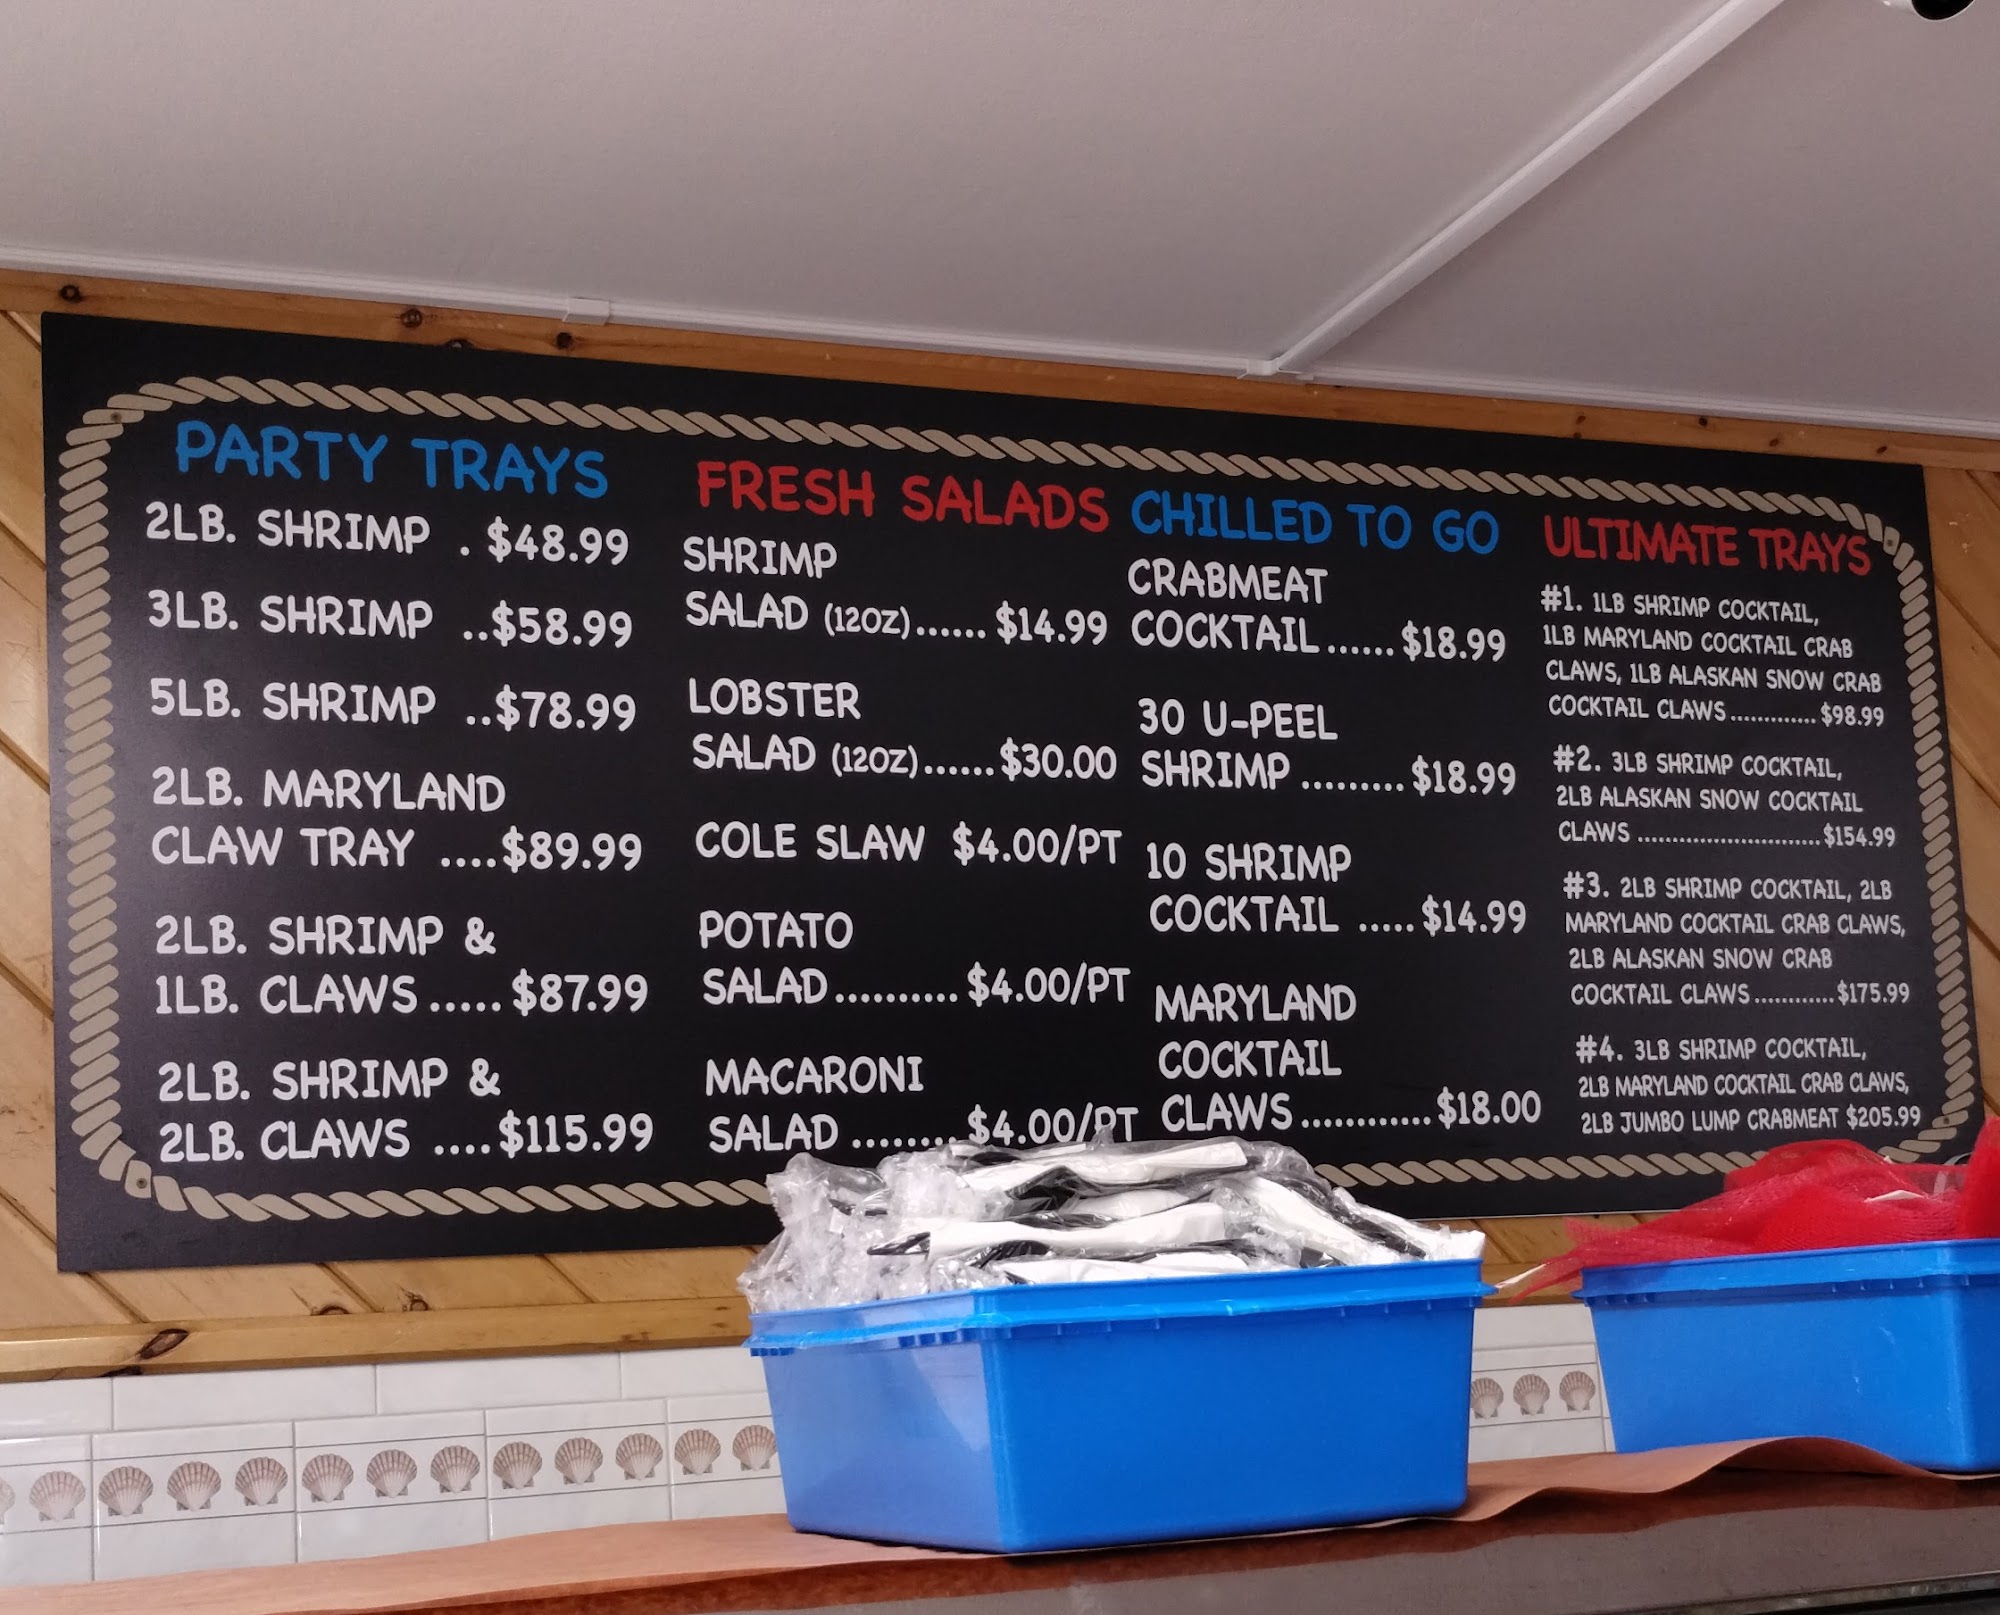 PARTY TRAYS
2LB. SHRIMP . $48.99
3LB. SHRIMP ..$58.99
5LB. SHRIMP ..$78.99
2LB. MARYLAND
CLAW TRAY ....$89.99
2LB. SHRIMP &
1LB. CLAWS ..... $87.99
2LB. SHRIMP &
2LB. CLAWS ....$115.99
FRESH SALADS
SHRIMP
SALAD (12OZ)...... $14.99
LOBSTER
SALAD (12OZ)...... $30.00
COLE SLAW $4.00/PT
POTATO
SALAD.......... $4.00/PT
MACARONI
SALAD ........ $4.00/PT
CHILLED TO GO
CRABMEAT
COCKTAIL...... $18.99
30 U-PEEL
SHRIMP ......... $18.99
10 SHRIMP
COCKTAIL ..... $14.99
MARYLAND
COCKTAIL
CLAWS............ $18.00
ULTIMATE TRAYS
#1. 1LB SHRIMP COCKTAIL,
1LB MARYLAND COCKTAIL CRAB
CLAWS, 1LB ALASKAN SNOW CRAB
COCKTAIL CLAWS............. $98.99
#2. 3LB SHRIMP COCKTAIL,
2LB ALASKAN SNOW COCKTAIL
CLAWS ..........................$154.99
#3. 2LB SHRIMP COCKTAIL, 2LB
MARYLAND COCKTAIL CRAB CLAWS,
2LB ALASKAN SNOW CRAB
COCKTAIL CLAWS............$175.99
#4. 3LB SHRIMP COCKTAIL,
2LB MARYLAND COCKTAIL CRAB CLAWS,
2LB JUMBO LUMP CRABMEAT $205.99